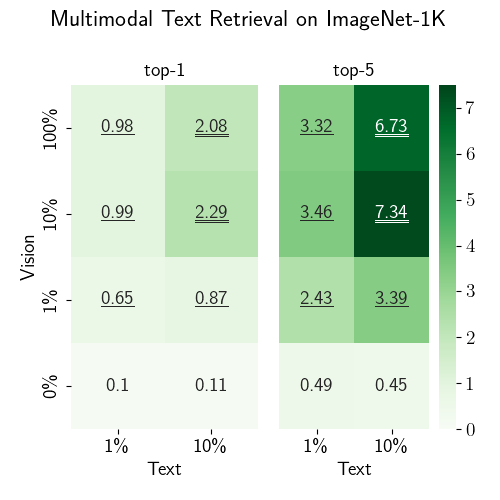 Multimodal Text Retrieval on ImageNet-1K
top-1
top-5
100%
0.98 2.08 3.32 6.73
10%
0.99 2.29 3.46 7.34
1%
0.65 0.87 2.43 3.39
0%
0.1 0.11 0.49 0.45
Vision
1% 10%
Text
1% 10%
Text
7
6
5
4
3
2
1
0